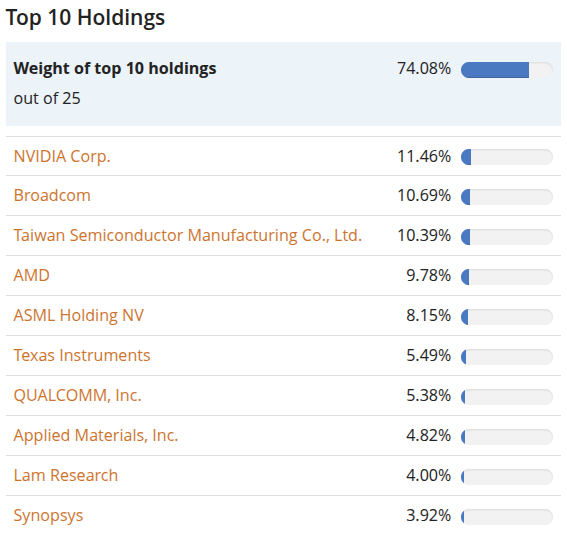 Top 10 Holdings
Weight of top 10 holdings 74.08%
out of 25
NVIDIA Corp. 11.46%
Broadcom 10.69%
Taiwan Semiconductor Manufacturing Co., Ltd. 10.39%
AMD 9.78%
ASML Holding NV 8.15%
Texas Instruments 5.49%
QUALCOMM, Inc. 5.38%
Applied Materials, Inc. 4.82%
Lam Research 4.00%
Synopsys 3.92%